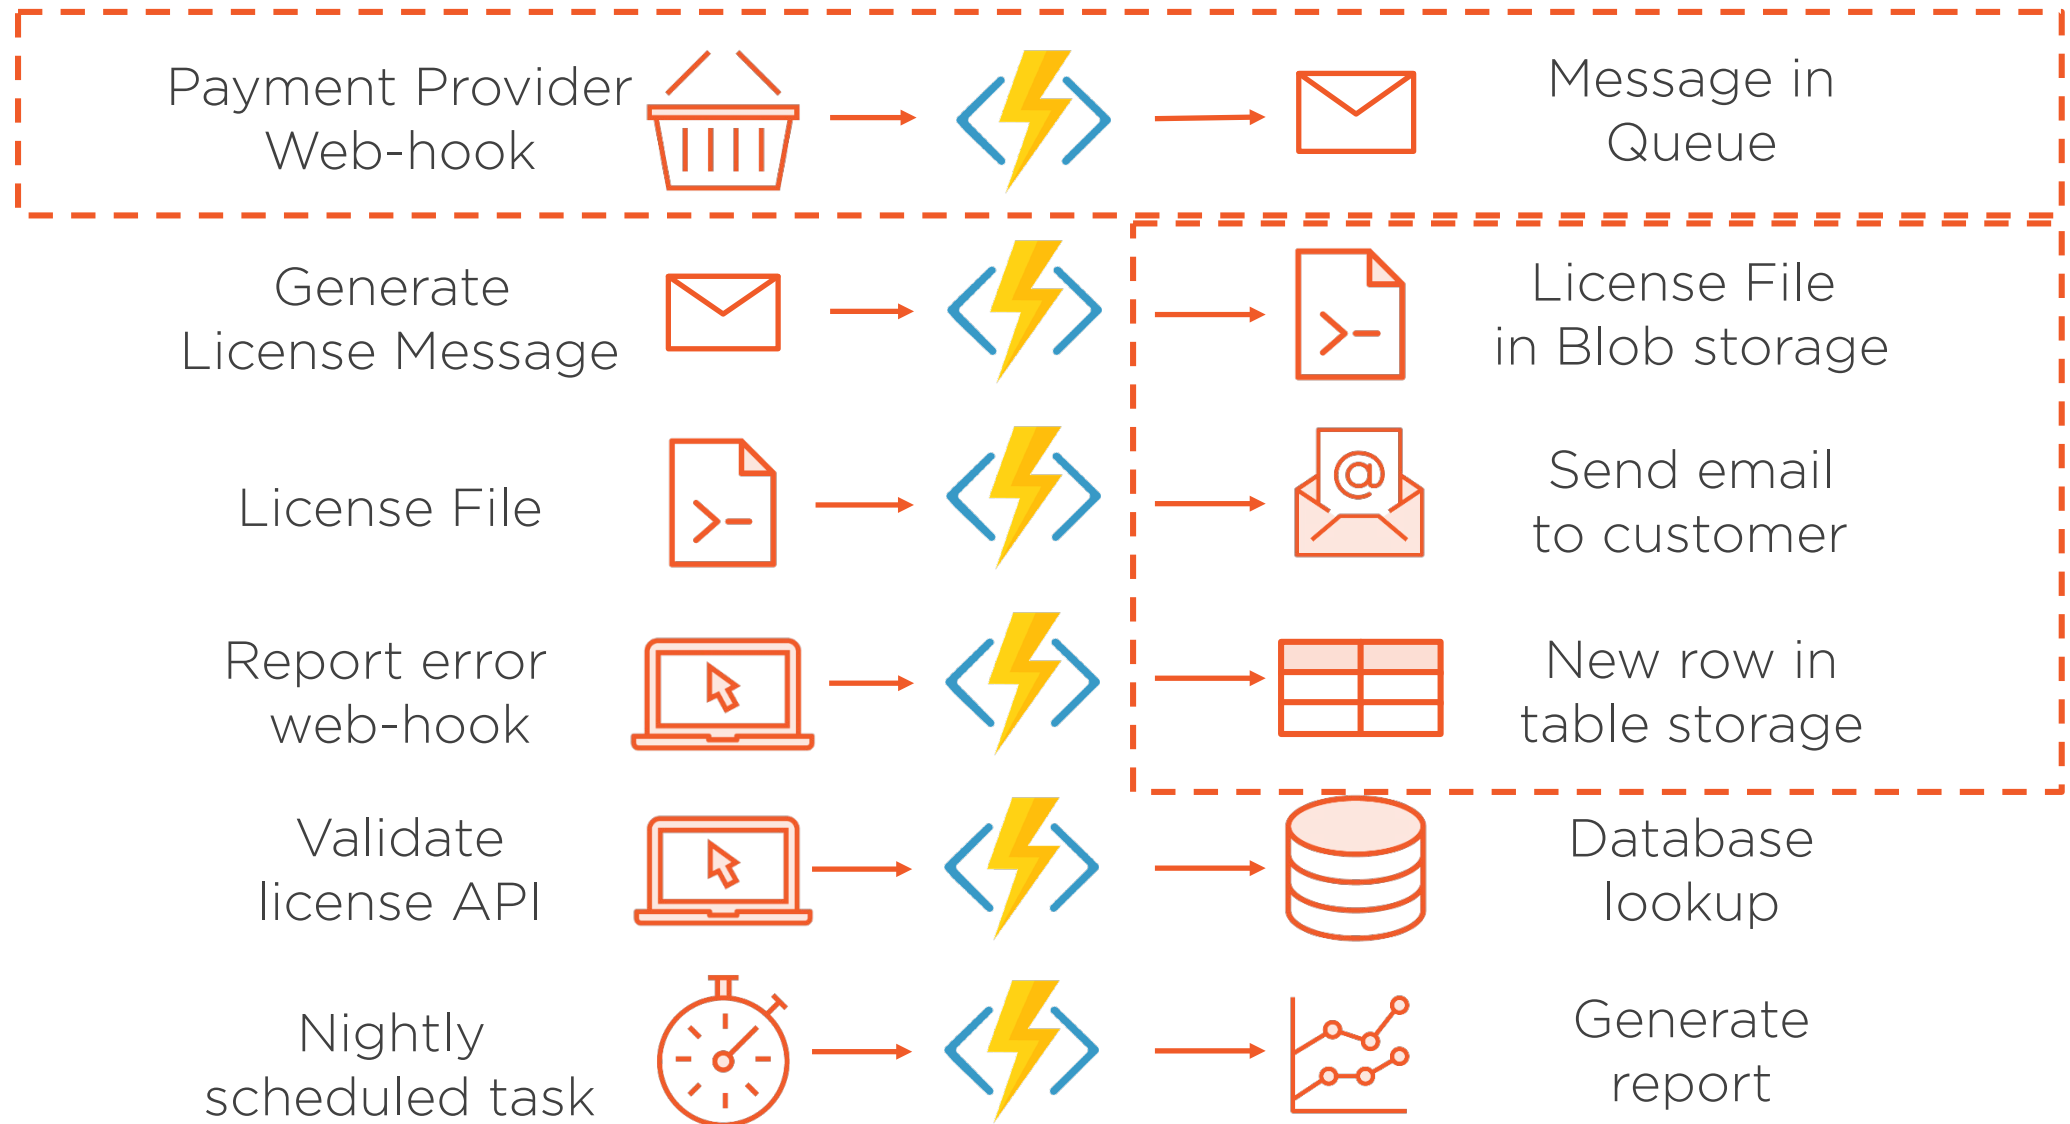 Payment Provider
Web-hook
Message in
Queue
Generate
License Message
License File
in Blob storage
License File
Send email
to customer
Report error
web-hook
New row in
table storage
Validate
license API
Database
lookup
Nightly
scheduled task
Generate
report